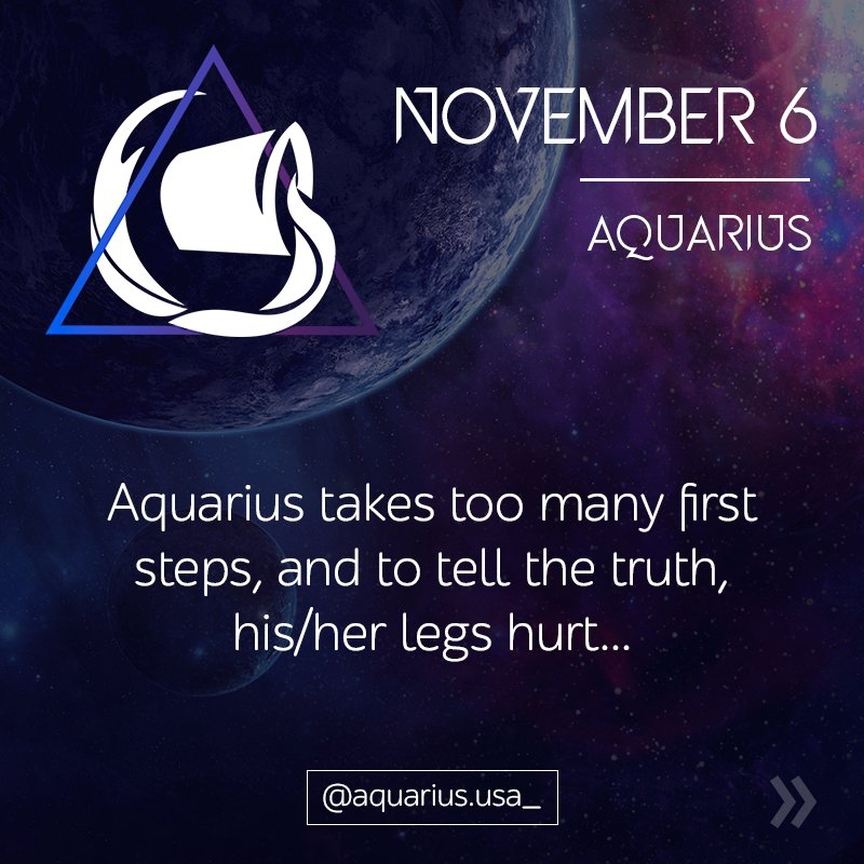 NOVEMBER 6
AQUARIUS
Aquarius takes too many first
steps, and to tell the truth,
his/her legs hurt...
@aquarius.usa_